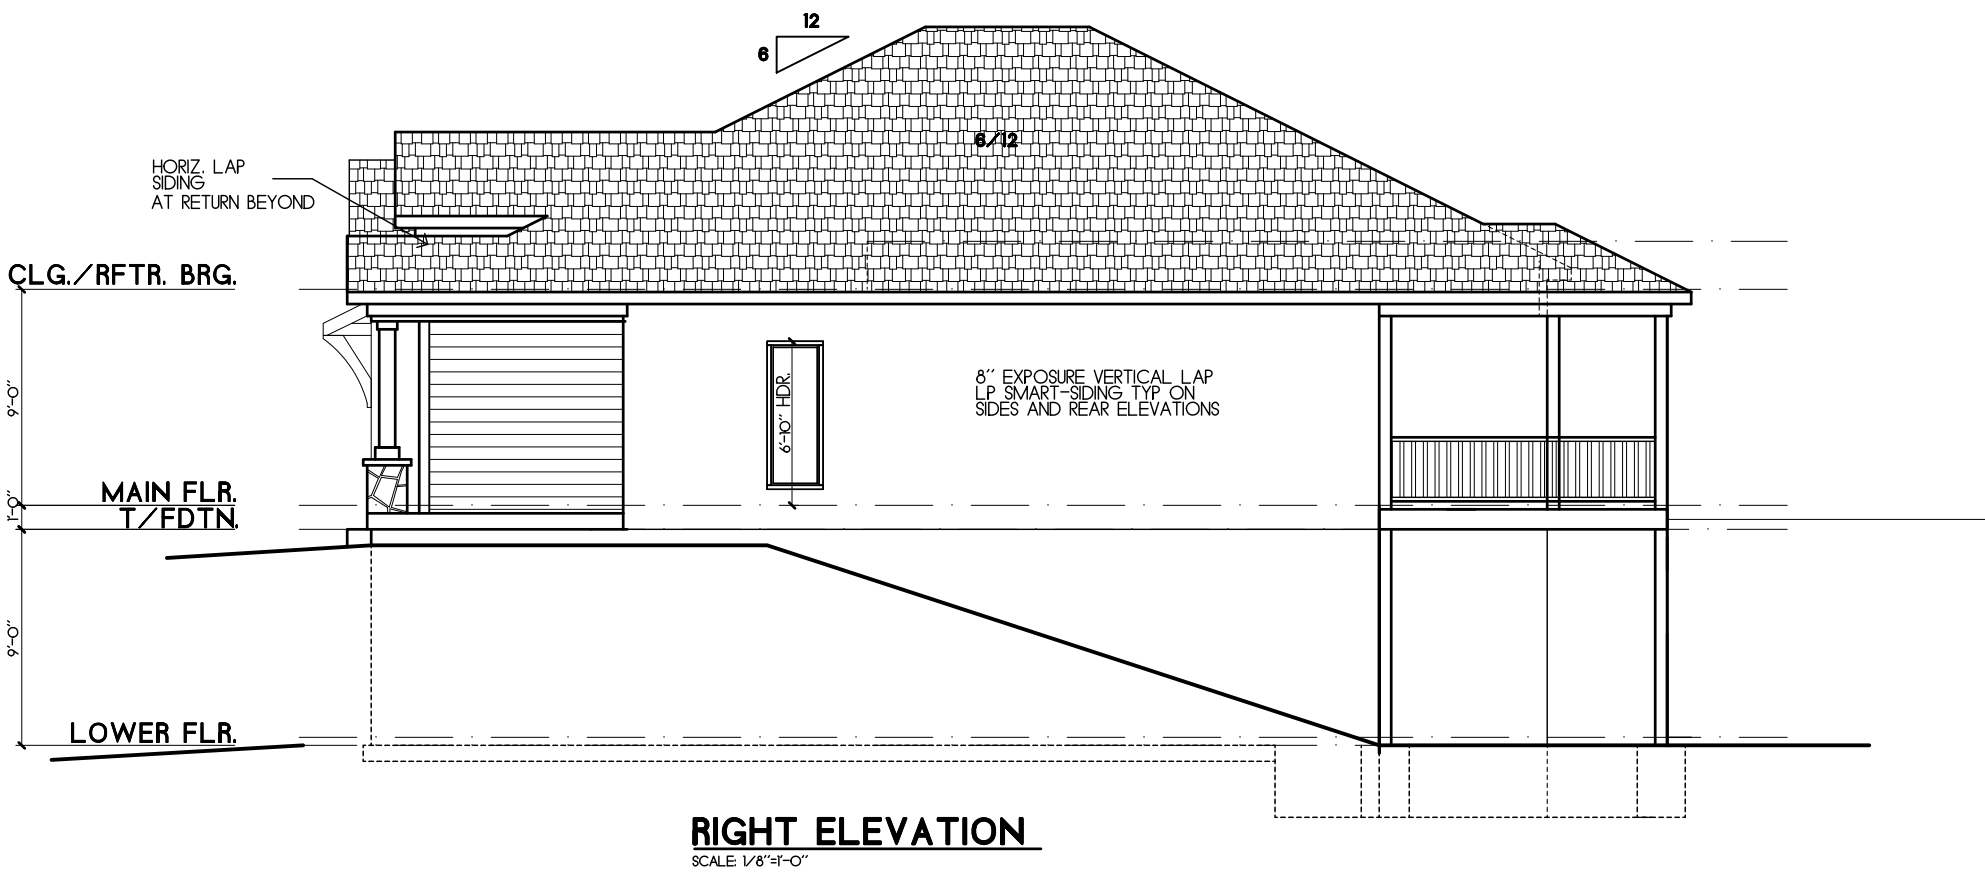 12
6
6/12
HORIZ. LAP
SIDING
AT RETURN BEYOND
CLG./RFTR. BRG.
9'-0"
6'-10" HDR.
8" EXPOSURE VERTICAL LAP
LP SMART-SIDING TYP ON
SIDES AND REAR ELEVATIONS
MAIN FLR.
1'-0"
T/FDTN.
9'-0"
LOWER FLR.
RIGHT ELEVATION
SCALE: 1/8"=1'-0"